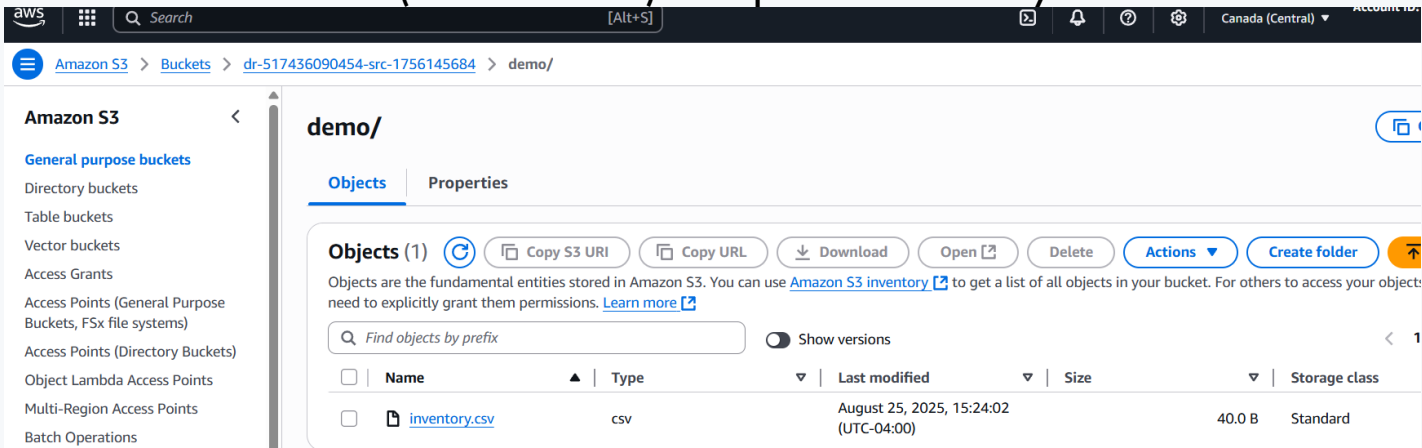 aws
Search
[Alt+S]
Canada (Central)
Amazon S3 > Buckets > dr-517436090454-src-1756145684 > demo/
Amazon S3
General purpose buckets
Directory buckets
Table buckets
Vector buckets
Access Grants
Access Points (General Purpose
Buckets, FSx file systems)
Access Points (Directory Buckets)
Object Lambda Access Points
Multi-Region Access Points
Batch Operations
demo/
Objects Properties
Objects (1) Copy S3 URI Copy URL Download Open Delete Actions Create folder
Objects are the fundamental entities stored in Amazon S3. You can use Amazon S3 inventory to get a list of all objects in your bucket. For others to access your objects
need to explicitly grant them permissions. Learn more
Find objects by prefix
Show versions
1
Name Type Last modified Size Storage class
inventory.csv csv August 25, 2025, 15:24:02 40.0 B Standard
(UTC-04:00)